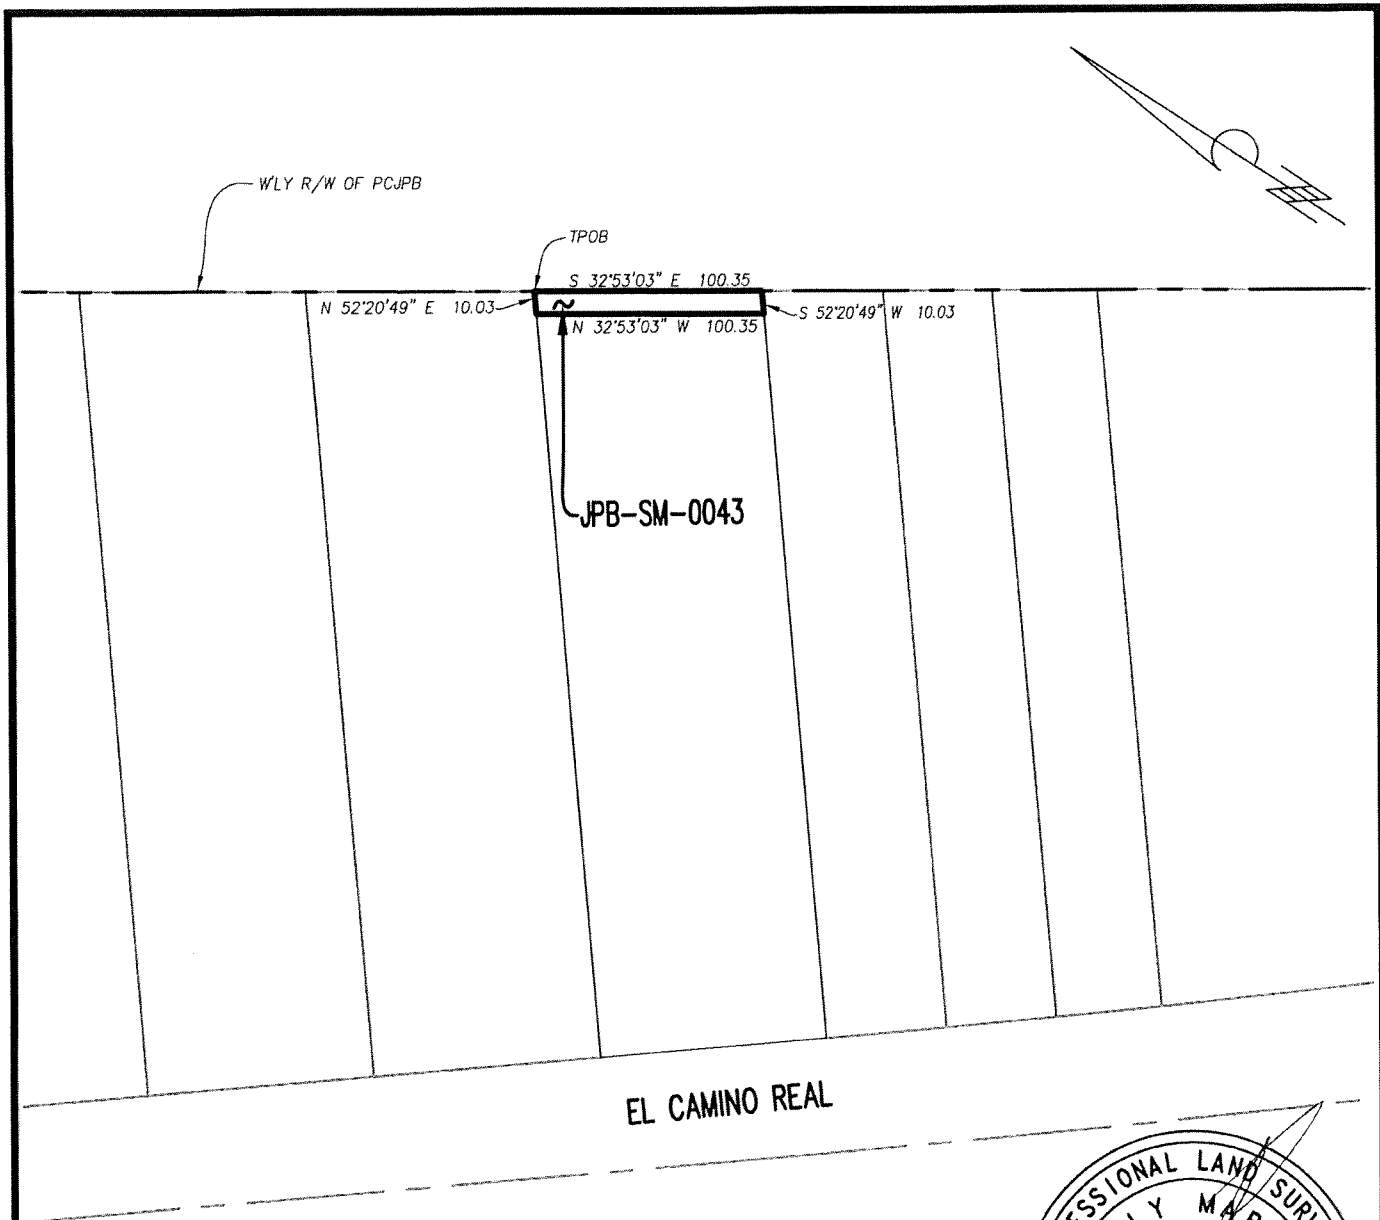 W'LY R/W OF PCJPB
TPOB
S 32°53'03" E 100.35
N 52°20'49" E 10.03
S 52°20'49" W 10.03
N 32°53'03" W 100.35
JPB-SM-0043
EL CAMINO REAL
LAND